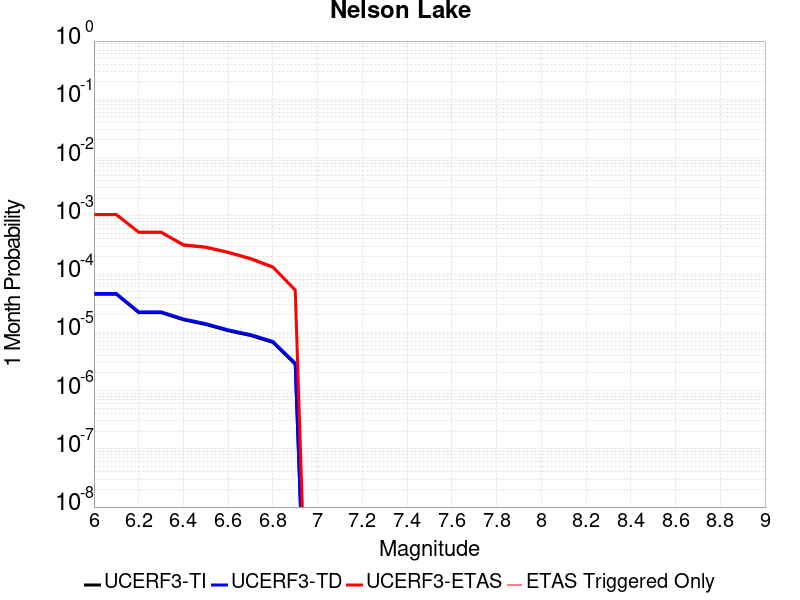 Nelson Lake
10^0
10^-1
10^-2
10^-3
10^-4
10^-5
10^-6
10^-7
10^-8
1 Month Probability
6 6.2 6.4 6.6 6.8 7 7.2 7.4 7.6 7.8 8 8.2 8.4 8.6 8.8 9
Magnitude
UCERF3-TI UCERF3-TD UCERF3-ETAS ETAS Triggered Only